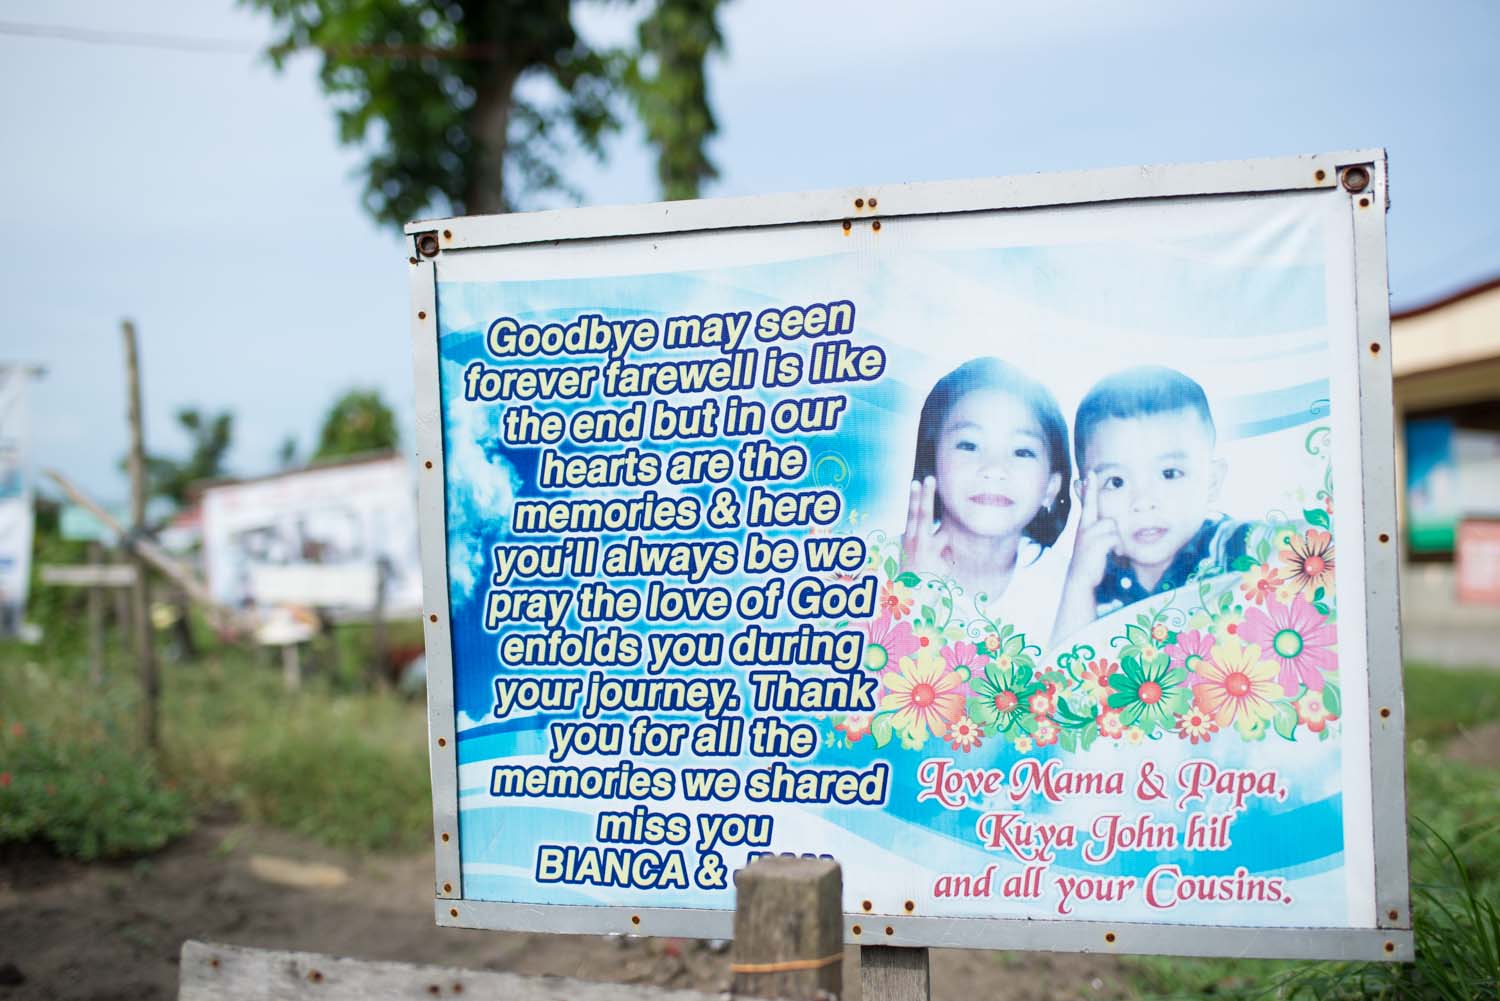 Goodbye may seen
forever farewell is like
the end but in our
hearts are the
memories & here
you'll always be we
pray the love of God
enfolds you during
your journey. Thank
you for all the
memories we shared
miss you
BIANCA &
Love Mama & Papa,
Kuya John hil
and all your Cousins.